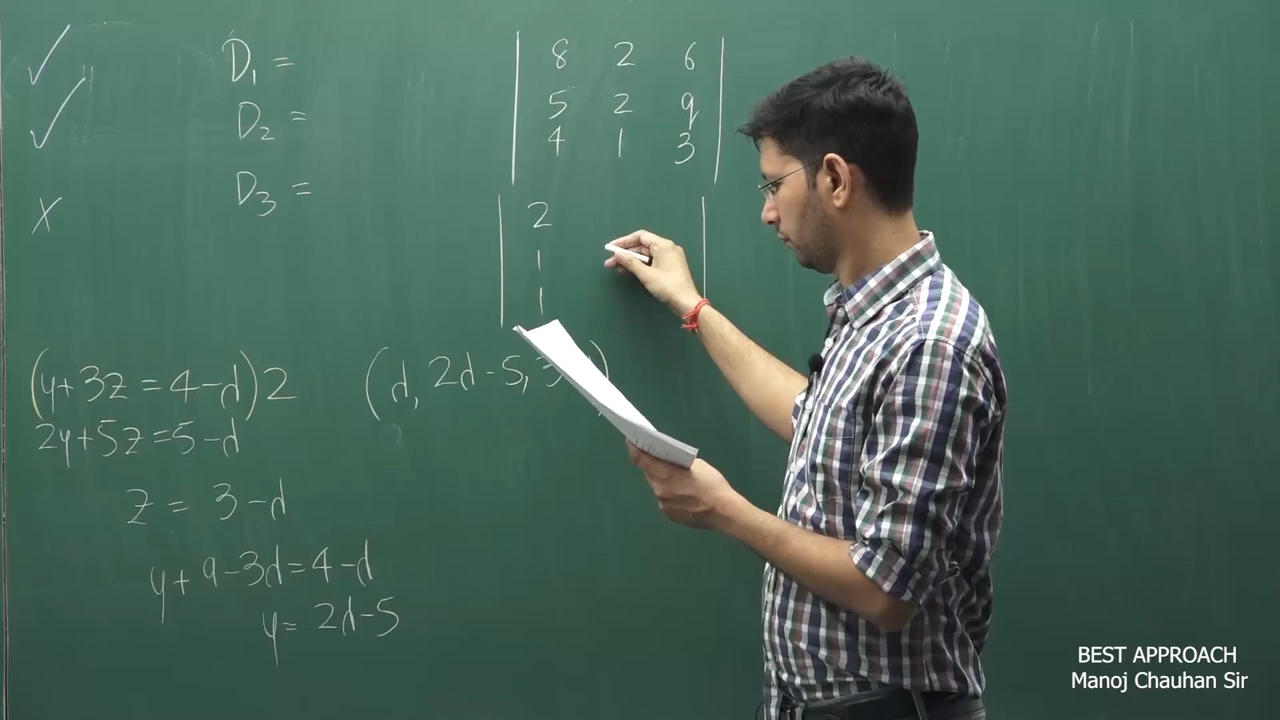 ✓ D₁ =
✓ D₂ =
X D₃ =
| 8 2 6 |
| 5 2 9 |
| 4 1 3 |
| 2 |
| 1 |
| 1 |
(y+3z=4-d)2
2y+5z=5-d
z = 3-d
y+9-3d=4-d
y= 2d-5
(d, 2d-5, 3 )
BEST APPROACH
Manoj Chauhan Sir